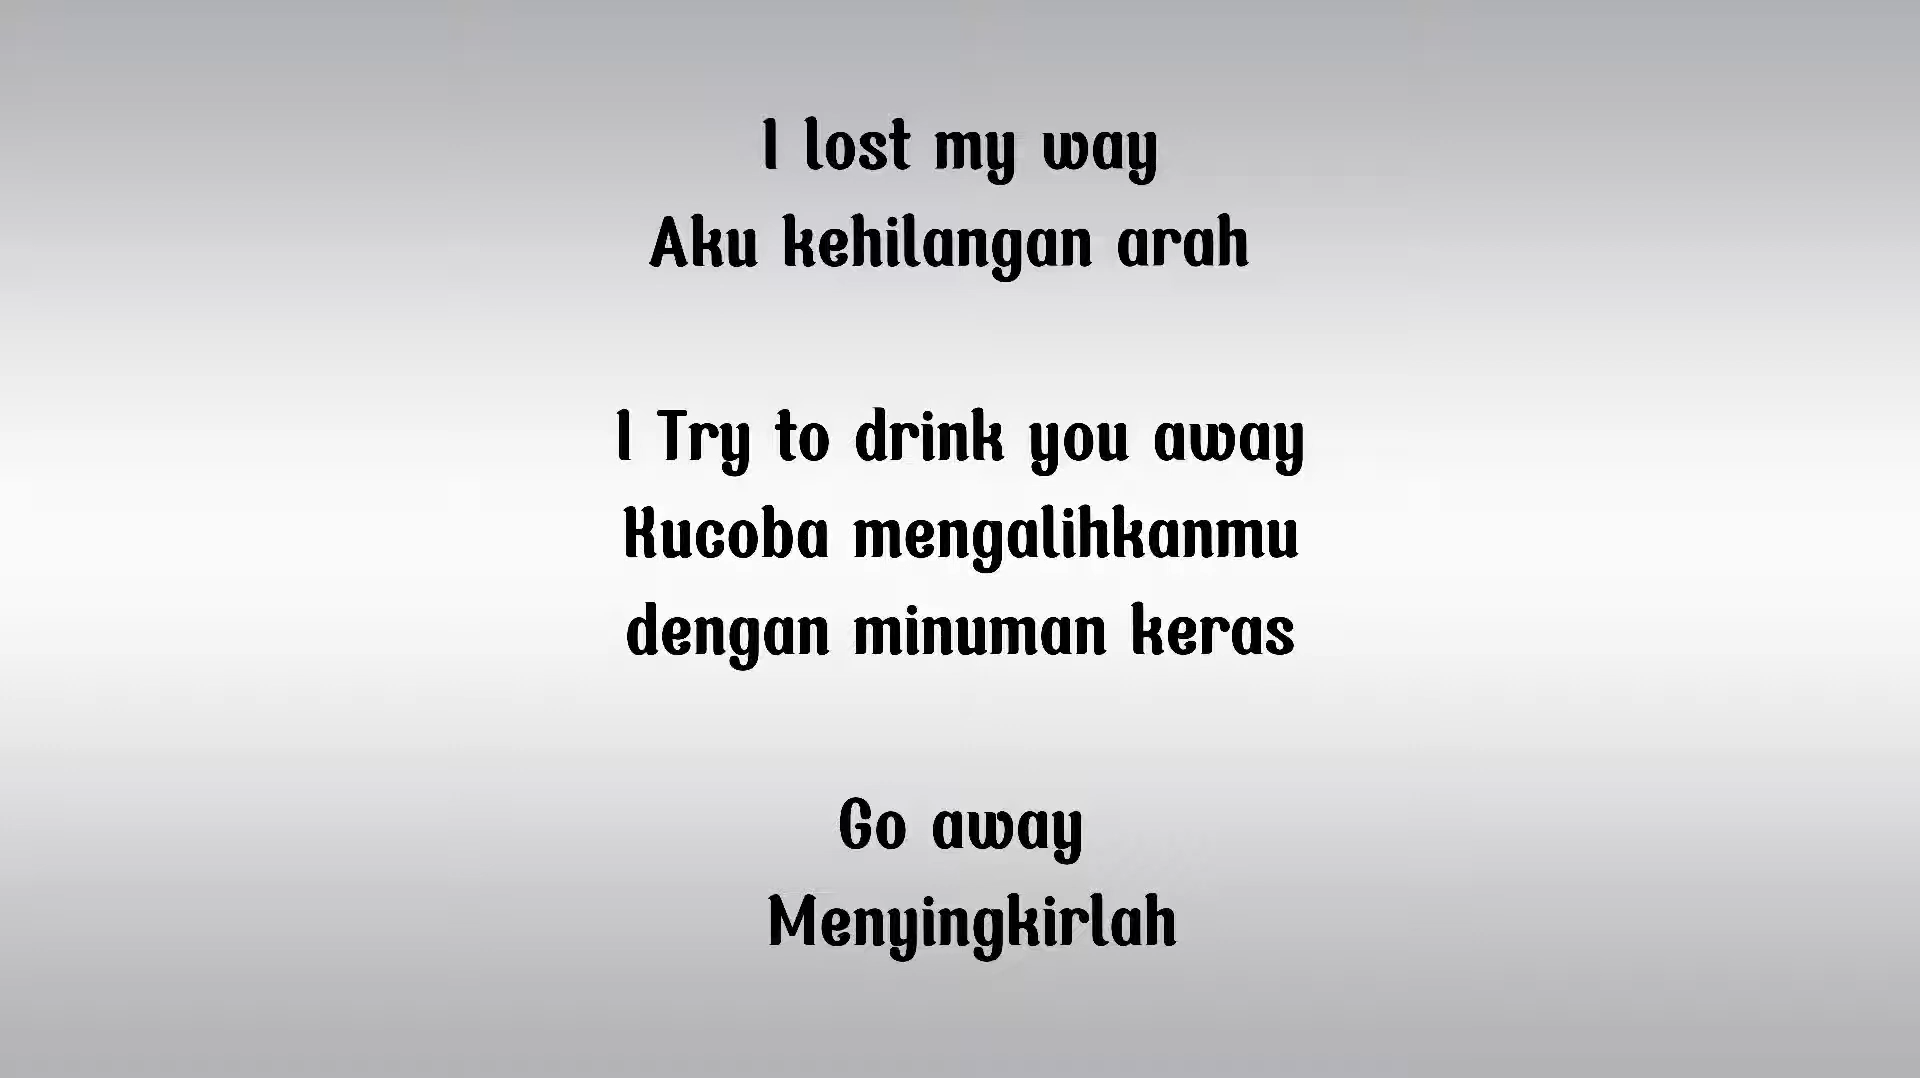 I lost my way
Aku kehilangan arah
I Try to drink you away
Kucoba mengalihkanmu
dengan minuman keras
Go away
Menyingkirlah